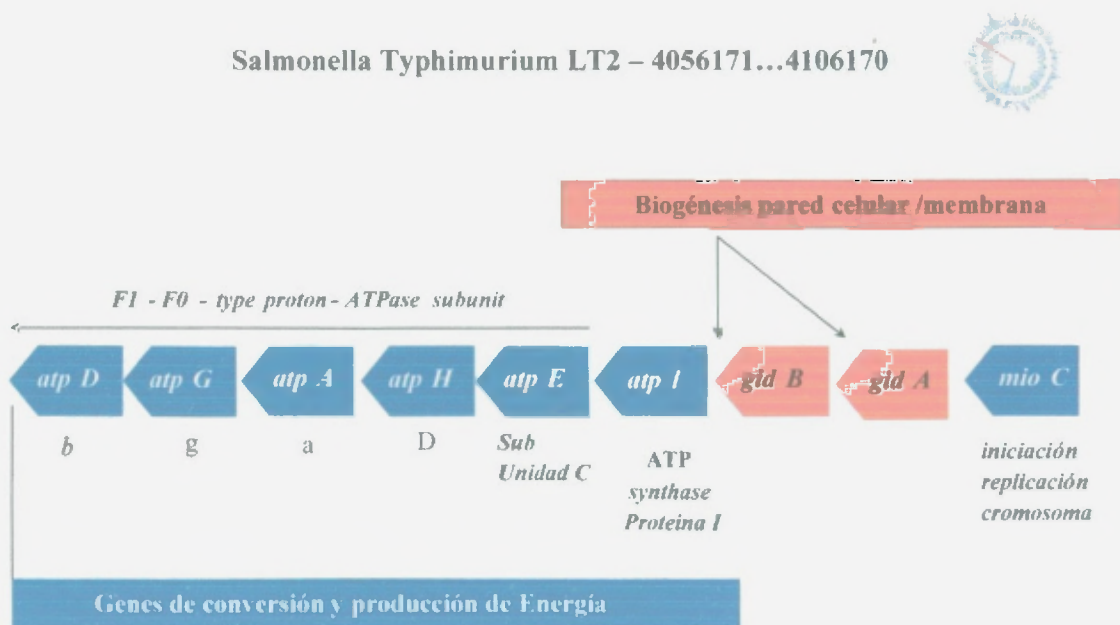 Salmonella Typhimurium LT2 – 4056171...4106170
Biogénesis pared celular /membrana
F1 - F0 - type proton - ATPase subunit
atp D atp G atp A atp H atp E atp I gid B gid A mio C
b g a D
Sub
Unidad C
ATP
synthase
Proteina I
iniciación
replicación
cromosoma
Genes de conversión y producción de Energía